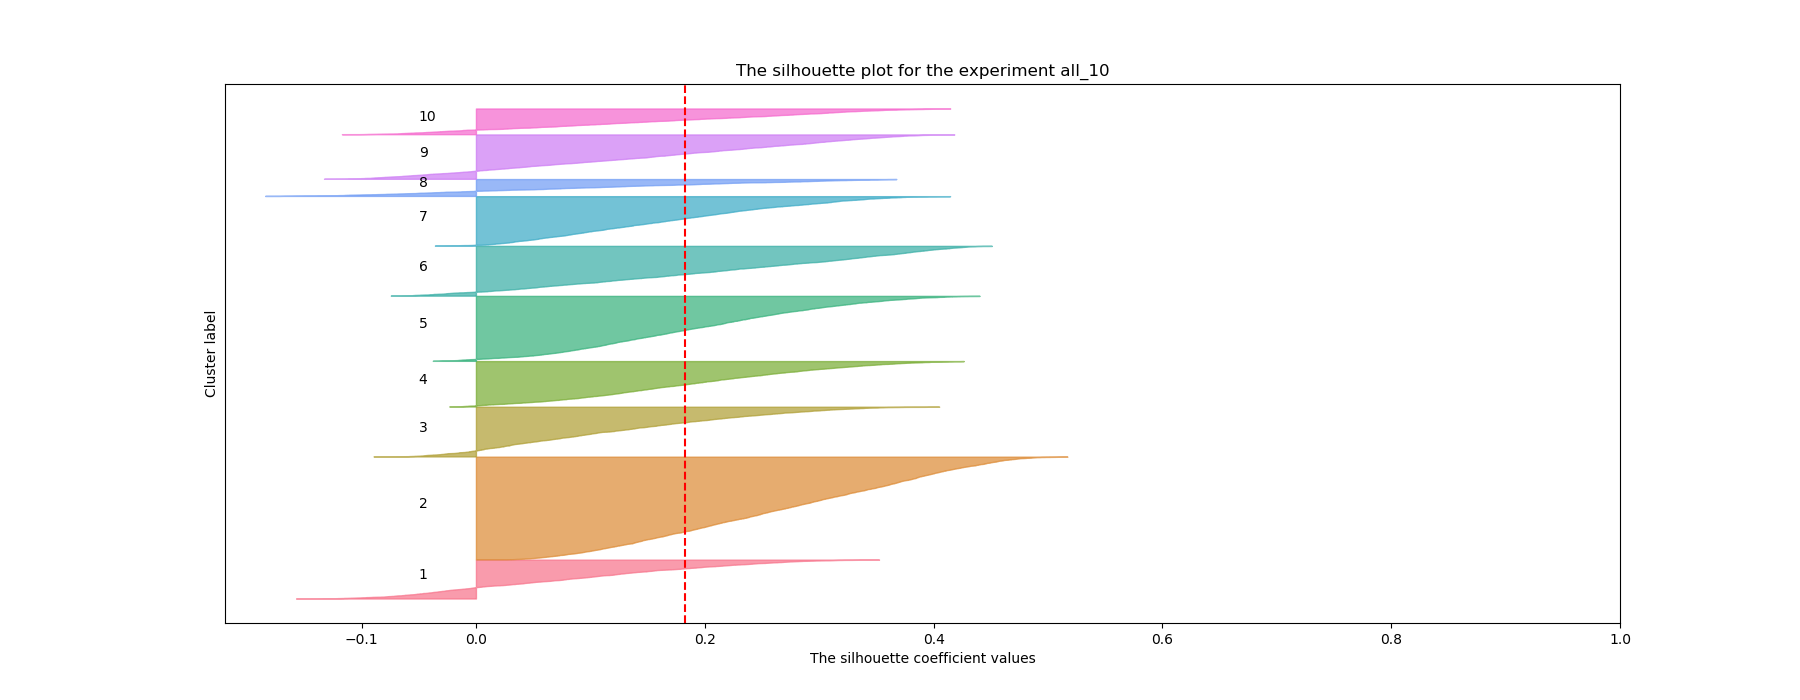 The silhouette plot for the experiment all_10
10
9
8
7
6
5
4
3
2
1
Cluster label
−0.1 0.0 0.2 0.4 0.6 0.8 1.0
The silhouette coefficient values